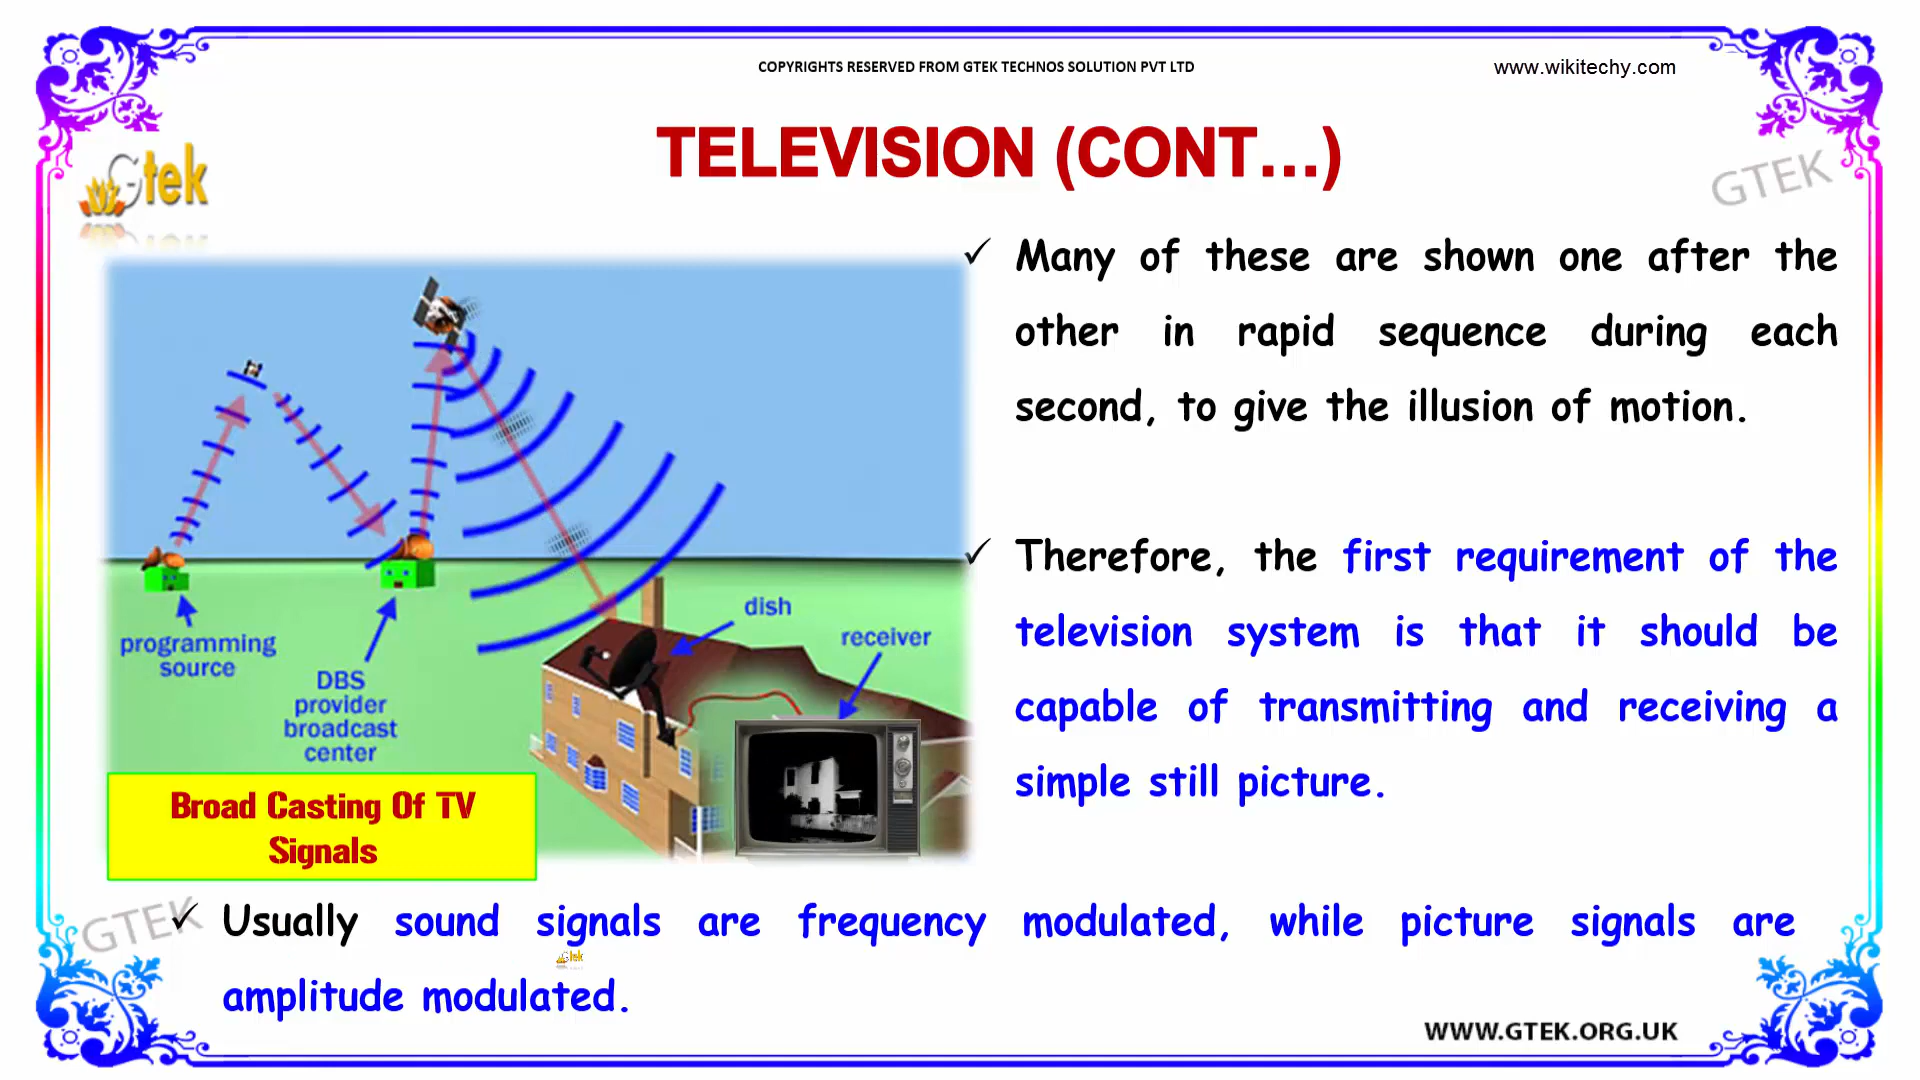 COPYRIGHTS RESERVED FROM GTEK TECHNOS SOLUTION PVT LTD
www.wikitechy.com
TELEVISION (CONT...)
Gtek
GTEK
✓ Many of these are shown one after the
other in rapid sequence during each
second, to give the illusion of motion.
✓ Therefore, the first requirement of the
television system is that it should be
capable of transmitting and receiving a
simple still picture.
dish
receiver
programming
source
DBS
provider
broadcast
center
Broad Casting Of TV
Signals
GTEK
✓ Usually sound signals are frequency modulated, while picture signals are
amplitude modulated.
Gtek
WWW.GTEK.ORG.UK